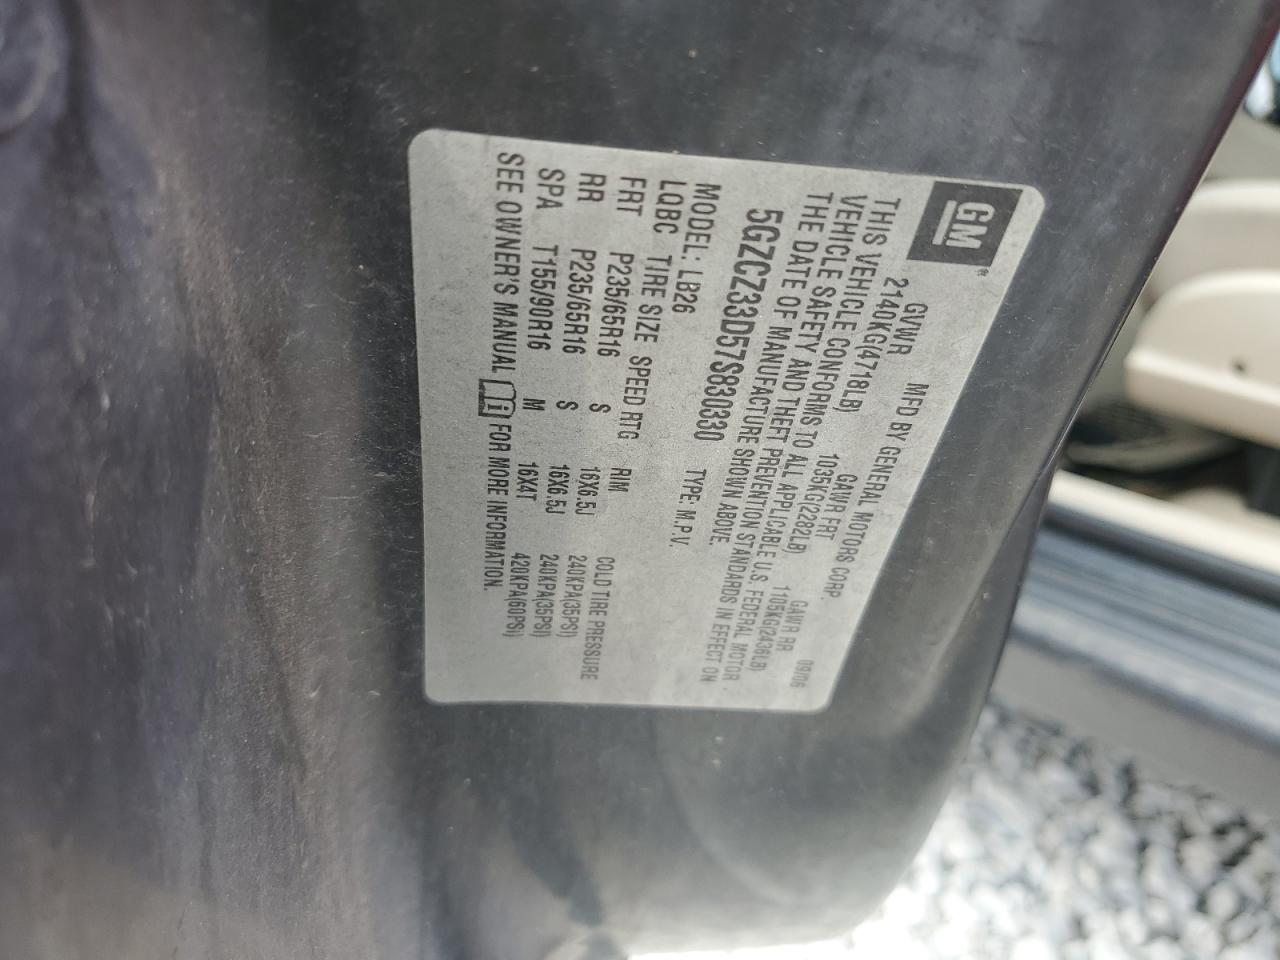 GM®
MFD BY GENERAL MOTORS CORP. 09/06
GVWR GAWR FRT GAWR RR
2140KG(4718LB) 1035KG(2282LB) 1105KG(2436LB)
THIS VEHICLE CONFORMS TO ALL APPLICABLE U.S. FEDERAL MOTOR
VEHICLE SAFETY AND THEFT PREVENTION STANDARDS IN EFFECT ON
THE DATE OF MANUFACTURE SHOWN ABOVE.
5GZCZ33D57S830330 TYPE: M.P.V.
MODEL: LB26
LQBC TIRE SIZE SPEED RTG RIM COLD TIRE PRESSURE
FRT P235/65R16 S 16X6.5J 240KPA(35PSI)
RR P235/65R16 S 16X6.5J 240KPA(35PSI)
SPA T155/90R16 M 16X4T 420KPA(60PSI)
SEE OWNER'S MANUAL i FOR MORE INFORMATION.